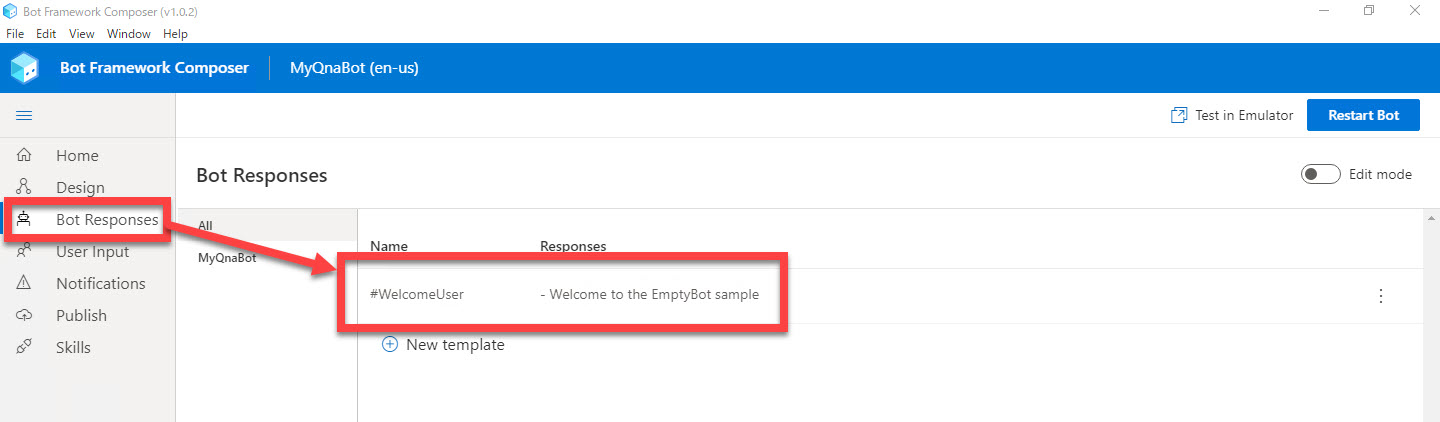 Bot Framework Composer (v1.0.2)
File Edit View Window Help
Bot Framework Composer MyQnaBot (en-us)
Test in Emulator Restart Bot
Home
Design
Bot Responses
User Input
Notifications
Publish
Skills
Bot Responses
Edit mode
All
MyQnaBot
Name Responses
#WelcomeUser - Welcome to the EmptyBot sample
New template